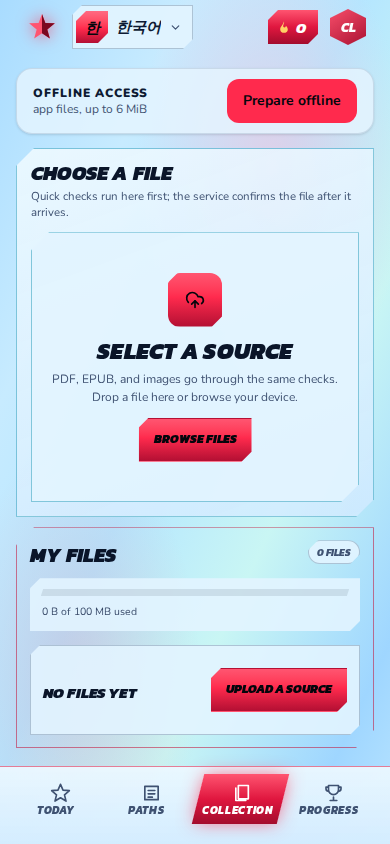 한 한국어
0
CL
OFFLINE ACCESS
app files, up to 6 MiB
Prepare offline
CHOOSE A FILE
Quick checks run here first; the service confirms the file after it
arrives.
SELECT A SOURCE
PDF, EPUB, and images go through the same checks.
Drop a file here or browse your device.
BROWSE FILES
MY FILES
0 FILES
0 B of 100 MB used
NO FILES YET
UPLOAD A SOURCE
TODAY
PATHS
COLLECTION
PROGRESS